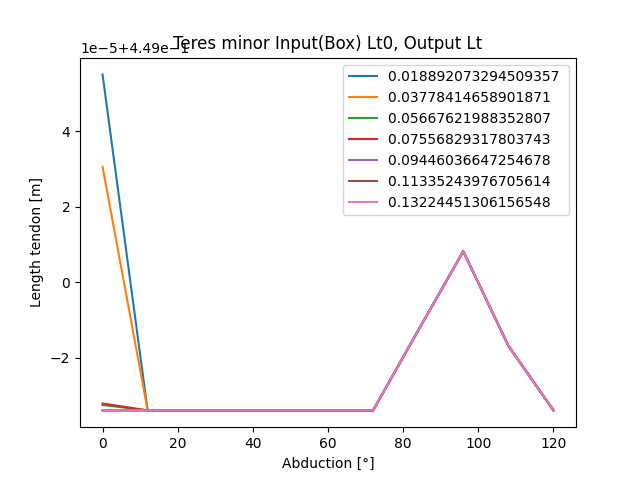 Teres minor Input(Box) Lt0, Output Lt
1e−5+4.49e−1
0.018892073294509357
0.03778414658901871
0.05667621988352807
0.07556829317803743
0.09446036647254678
0.11335243976705614
0.13224451306156548
4
2
0
−2
Length tendon [m]
0 20 40 60 80 100 120
Abduction [°]